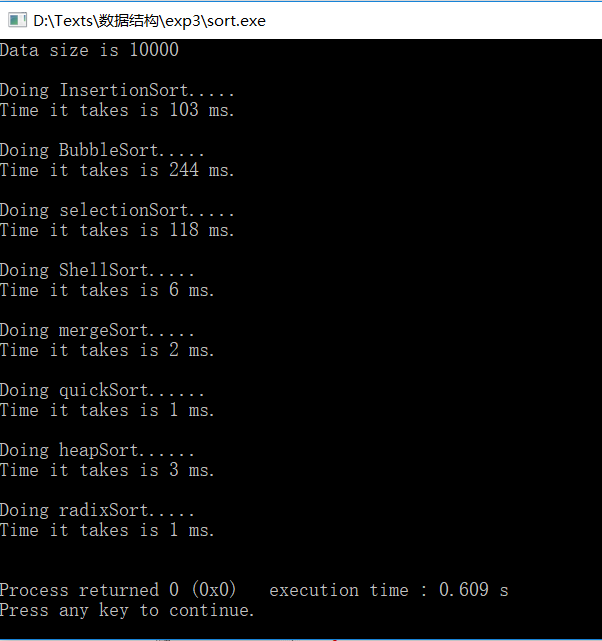 D:\Texts\数据结构\exp3\sort.exe
Data size is 10000
Doing InsertionSort.....
Time it takes is 103 ms.
Doing BubbleSort.....
Time it takes is 244 ms.
Doing selectionSort.....
Time it takes is 118 ms.
Doing ShellSort.....
Time it takes is 6 ms.
Doing mergeSort.....
Time it takes is 2 ms.
Doing quickSort......
Time it takes is 1 ms.
Doing heapSort......
Time it takes is 3 ms.
Doing radixSort.....
Time it takes is 1 ms.
Process returned 0 (0x0)   execution time : 0.609 s
Press any key to continue.